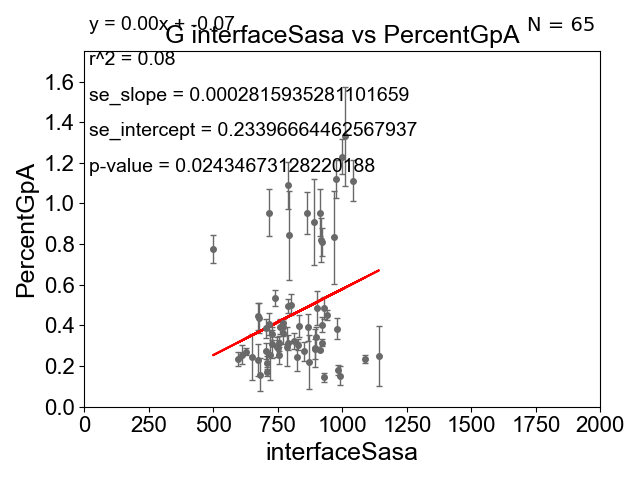 y = 0.00x + -0.07
N = 65
G interfaceSasa vs PercentGpA
r^2 = 0.08
se_slope = 0.0002815935281101659
se_intercept = 0.23396664462567937
p-value = 0.02434673128220188
PercentGpA
1.6
1.4
1.2
1.0
0.8
0.6
0.4
0.2
0.0
0 250 500 750 1000 1250 1500 1750 2000
interfaceSasa